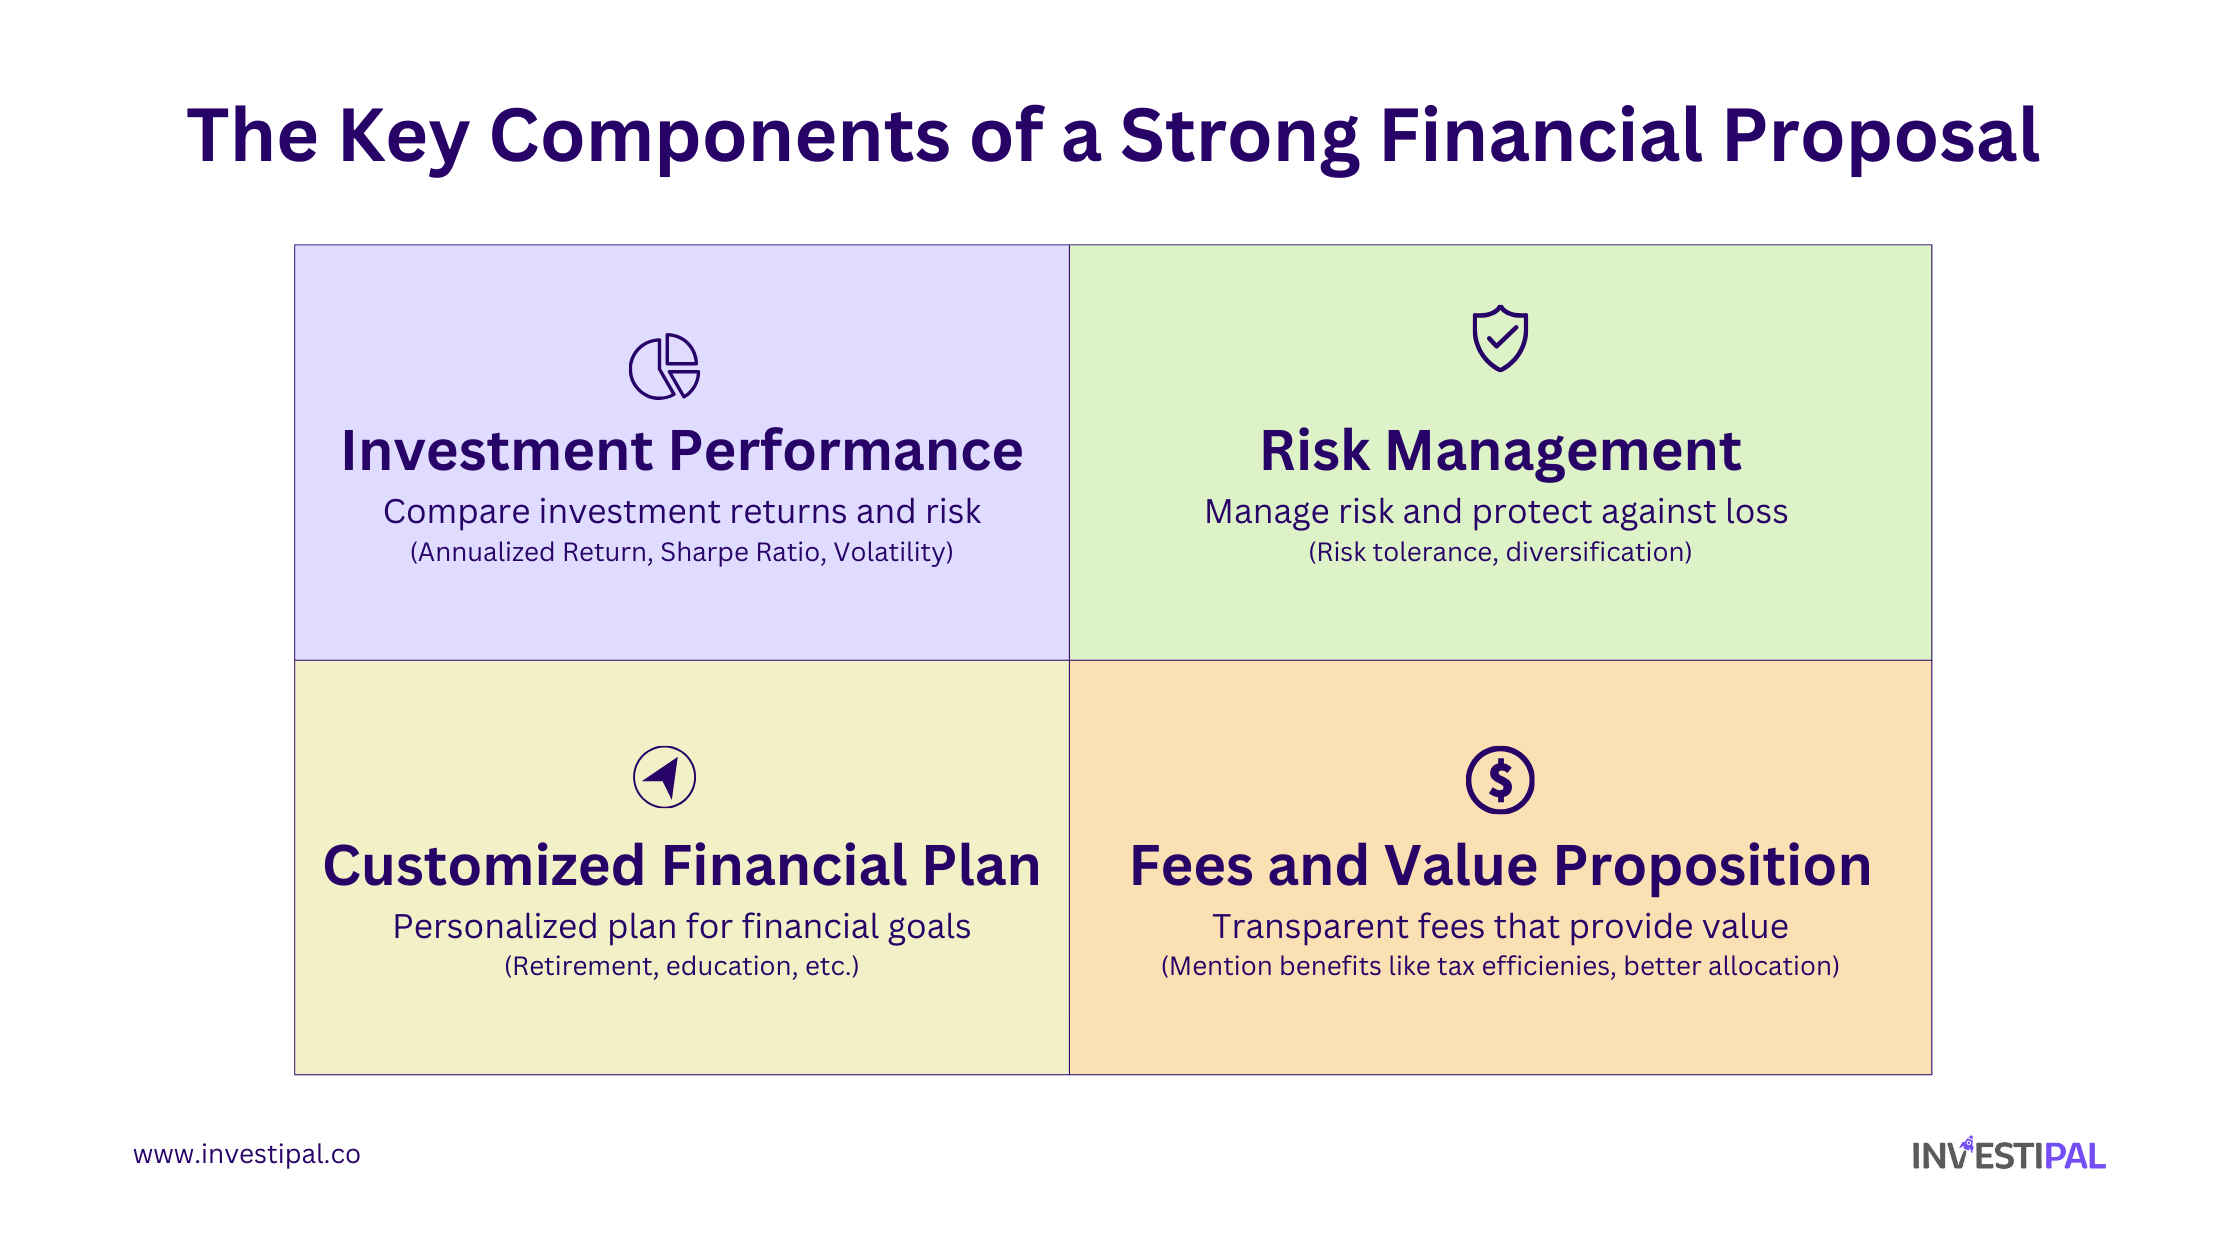 The Key Components of a Strong Financial Proposal
Investment Performance
Compare investment returns and risk
(Annualized Return, Sharpe Ratio, Volatility)
Risk Management
Manage risk and protect against loss
(Risk tolerance, diversification)
Customized Financial Plan
Personalized plan for financial goals
(Retirement, education, etc.)
$
Fees and Value Proposition
Transparent fees that provide value
(Mention benefits like tax efficienies, better allocation)
www.investipal.co
INVESTIPAL